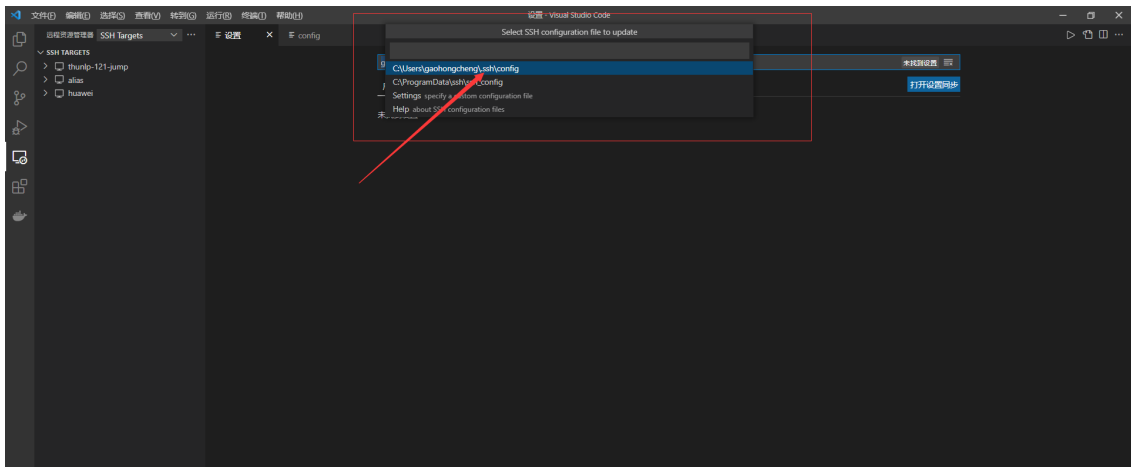 文件(F) 编辑(E) 选择(S) 查看(V) 转到(G) 运行(R) 终端(T) 帮助(H)
设置 - Visual Studio Code
远程资源管理器 SSH Targets
设置
config
Select SSH configuration file to update
SSH TARGETS
thunlp-121-jump
alias
huawei
C:\Users\gaohongcheng\.ssh\config
C:\ProgramData\ssh\ssh_config
Settings specify a custom configuration file
Help about SSH configuration files
未找到设置
打开设置同步